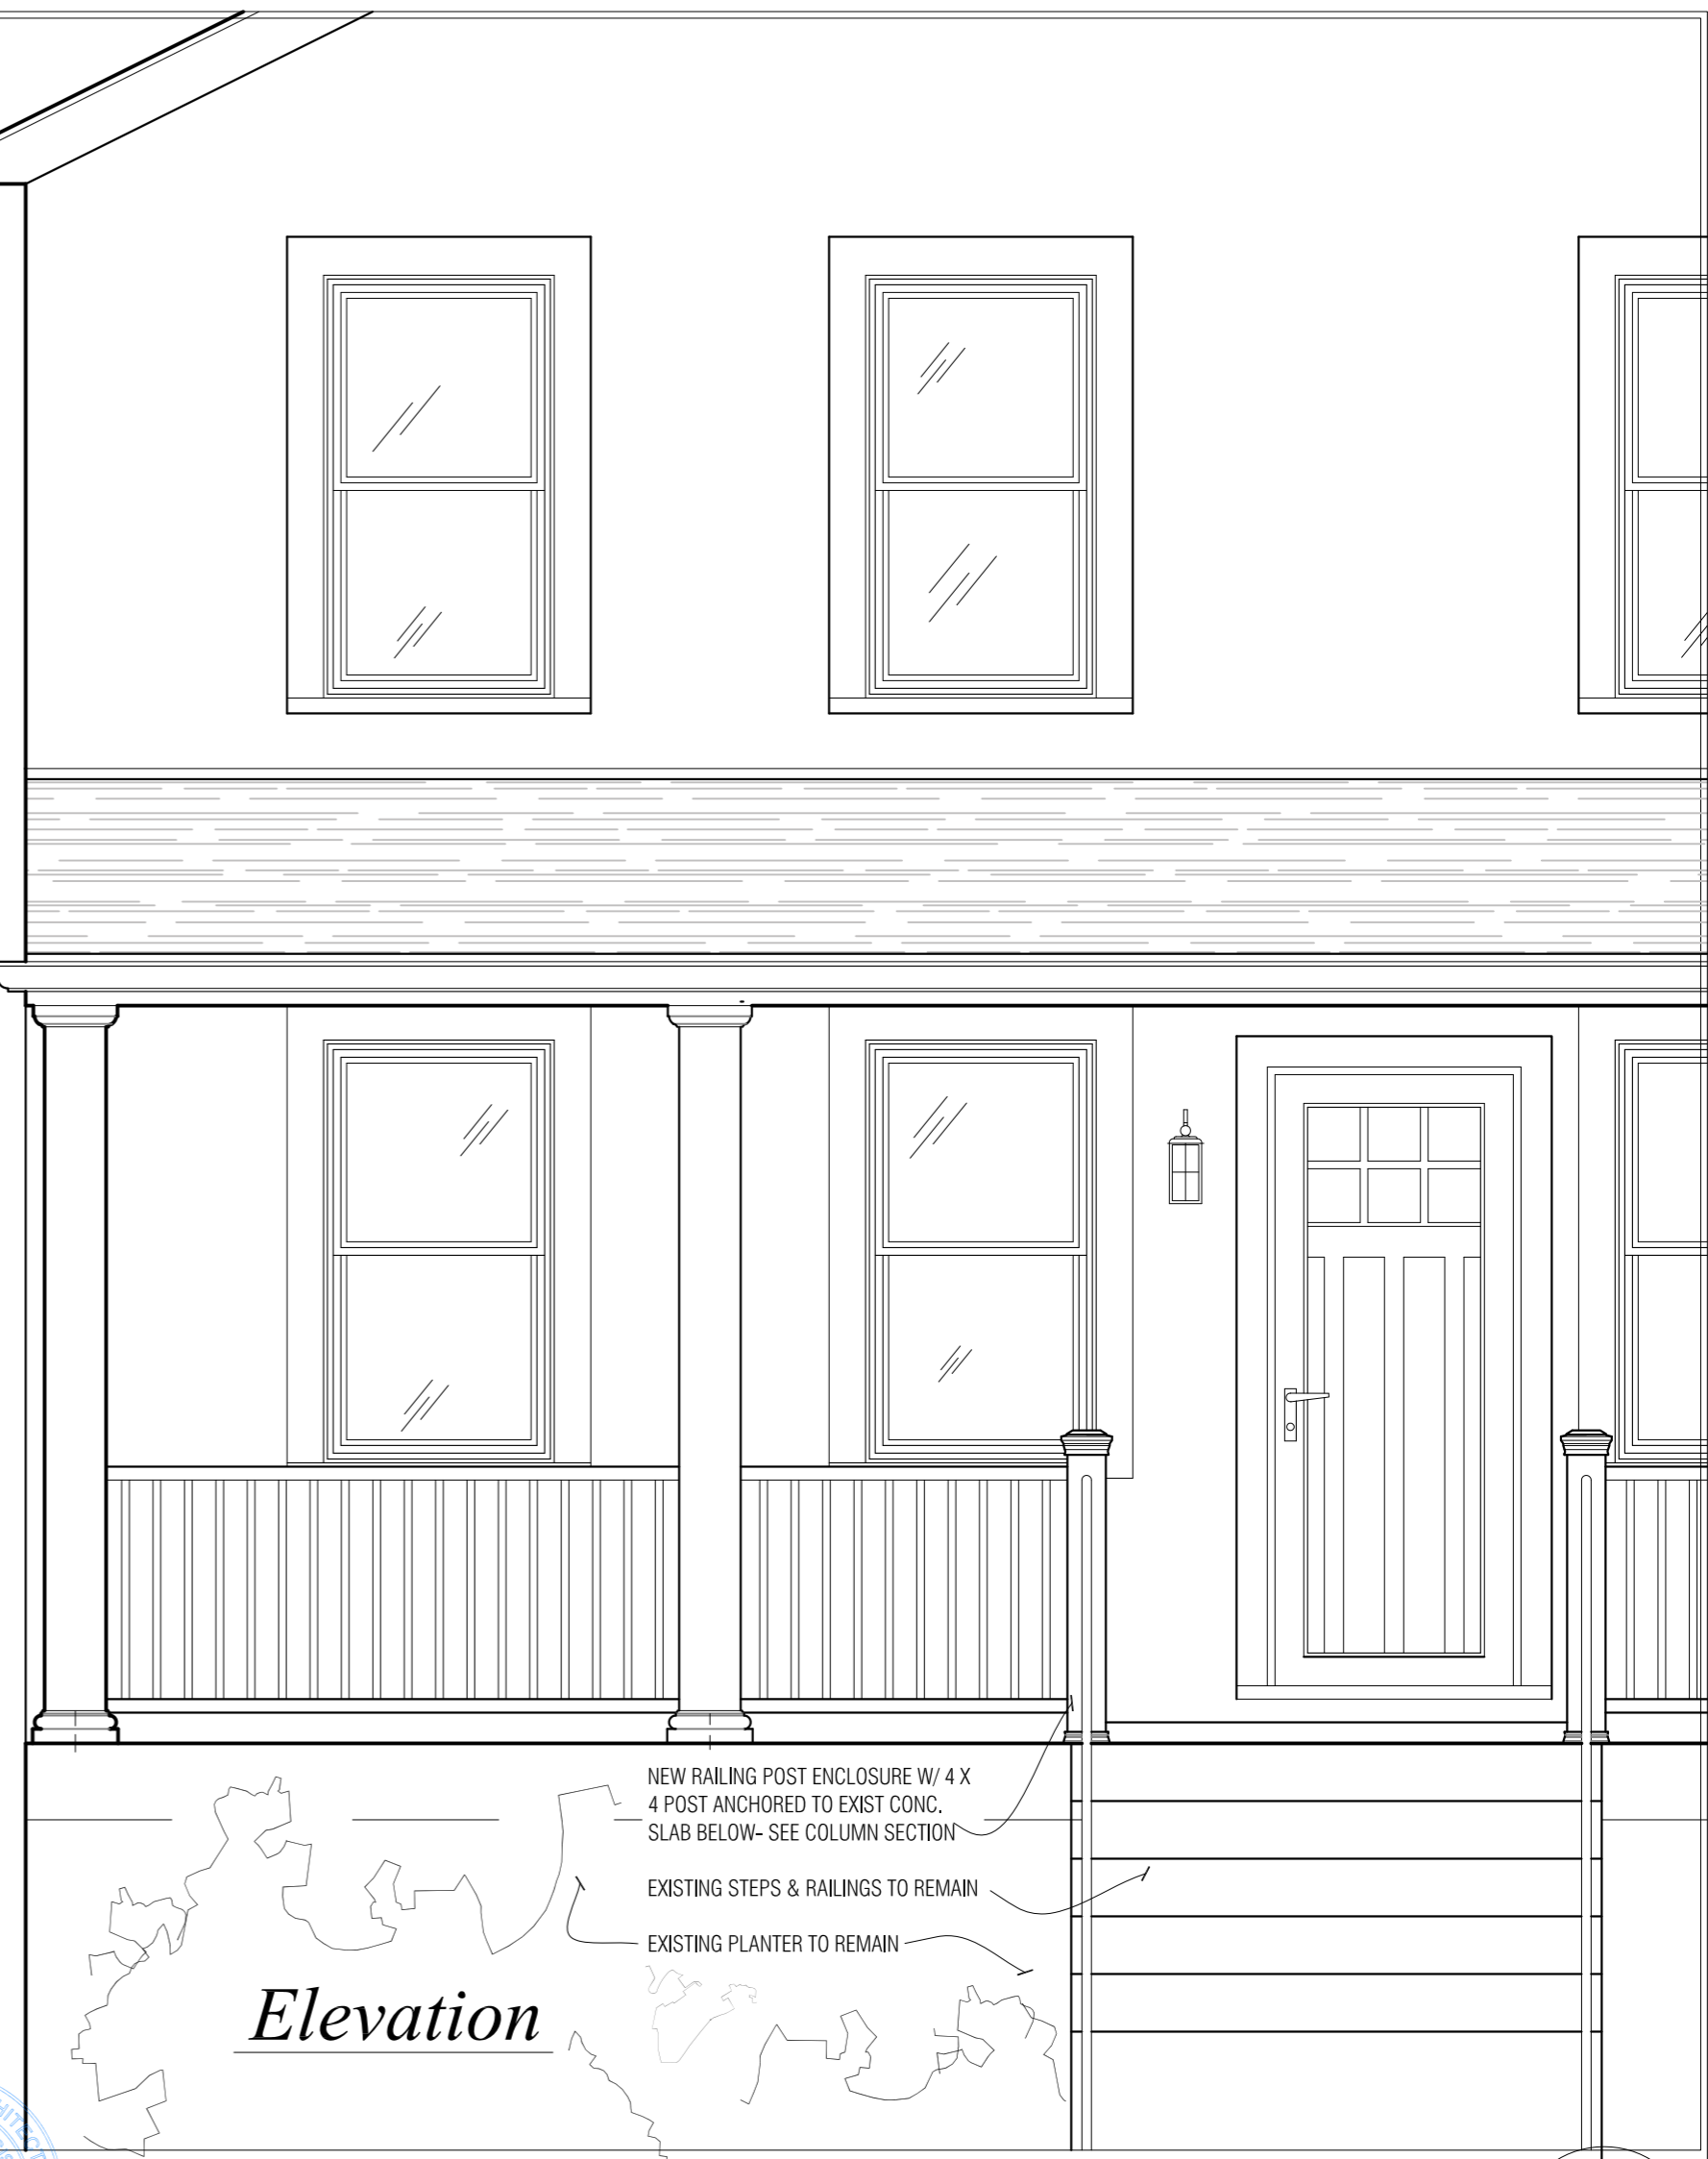 NEW RAILING POST ENCLOSURE W/ 4 X
4 POST ANCHORED TO EXIST CONC.
SLAB BELOW- SEE COLUMN SECTION
EXISTING STEPS & RAILINGS TO REMAIN
EXISTING PLANTER TO REMAIN
Elevation